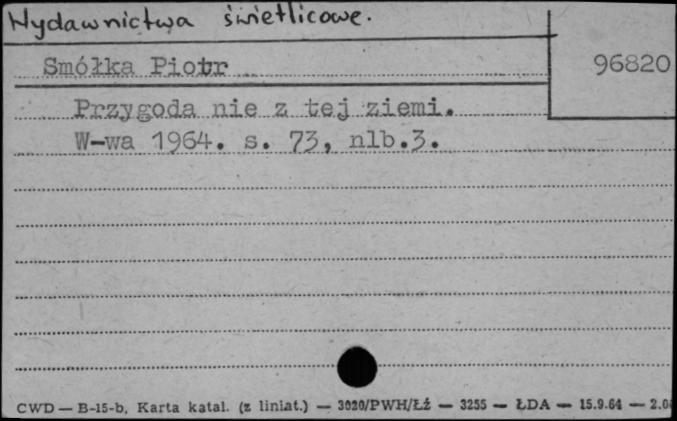 Wydawnictwa świetlicowe.
Smółka Piotr
96820
Przygoda nie z tej ziemi.
W-wa 1964. s. 73, nlb.3.
CWD — B-15-b, Karta katal. (z liniat.) — 3020/PWH/Łź — 3255 — ŁDA — 15.9.64 —